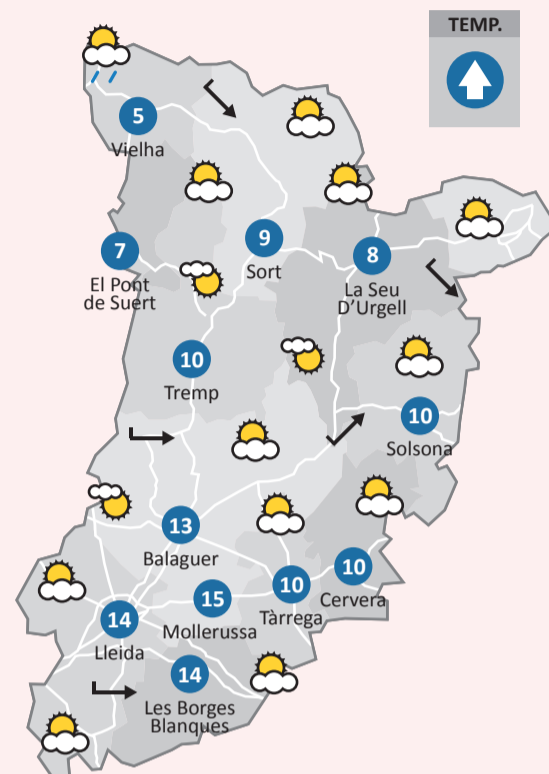 TEMP.
5
Vielha
9
Sort
7
El Pont
de Suert
8
La Seu
D'Urgell
10
Tremp
10
Solsona
13
Balaguer
10
Cervera
10
Tàrrega
15
Mollerussa
14
Lleida
14
Les Borges
Blanques